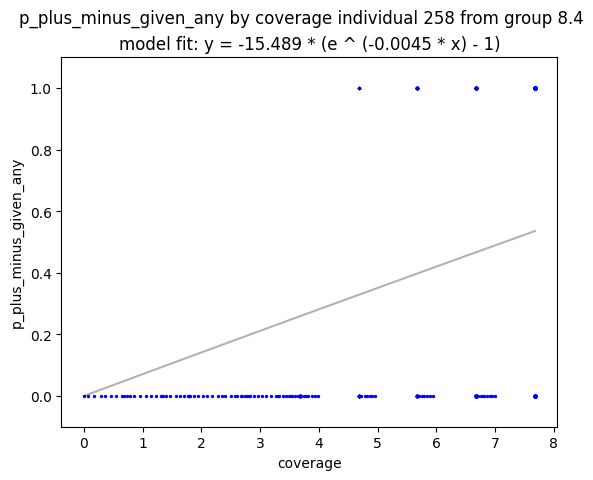 p_plus_minus_given_any by coverage individual 258 from group 8.4
model fit: y = -15.489 * (e ^ (-0.0045 * x) - 1)
1.0
0.8
0.6
0.4
0.2
0.0
p_plus_minus_given_any
0 1 2 3 4 5 6 7 8
coverage